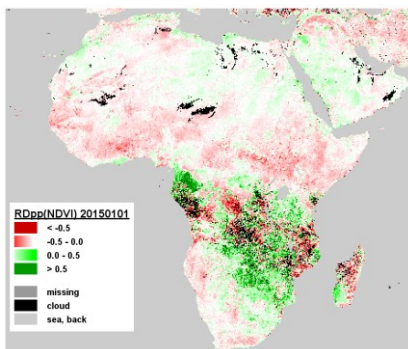 RDpp(NDVI) 20150101
< -0.5
-0.5 - 0.0
0.0 - 0.5
> 0.5
missing
cloud
sea, back